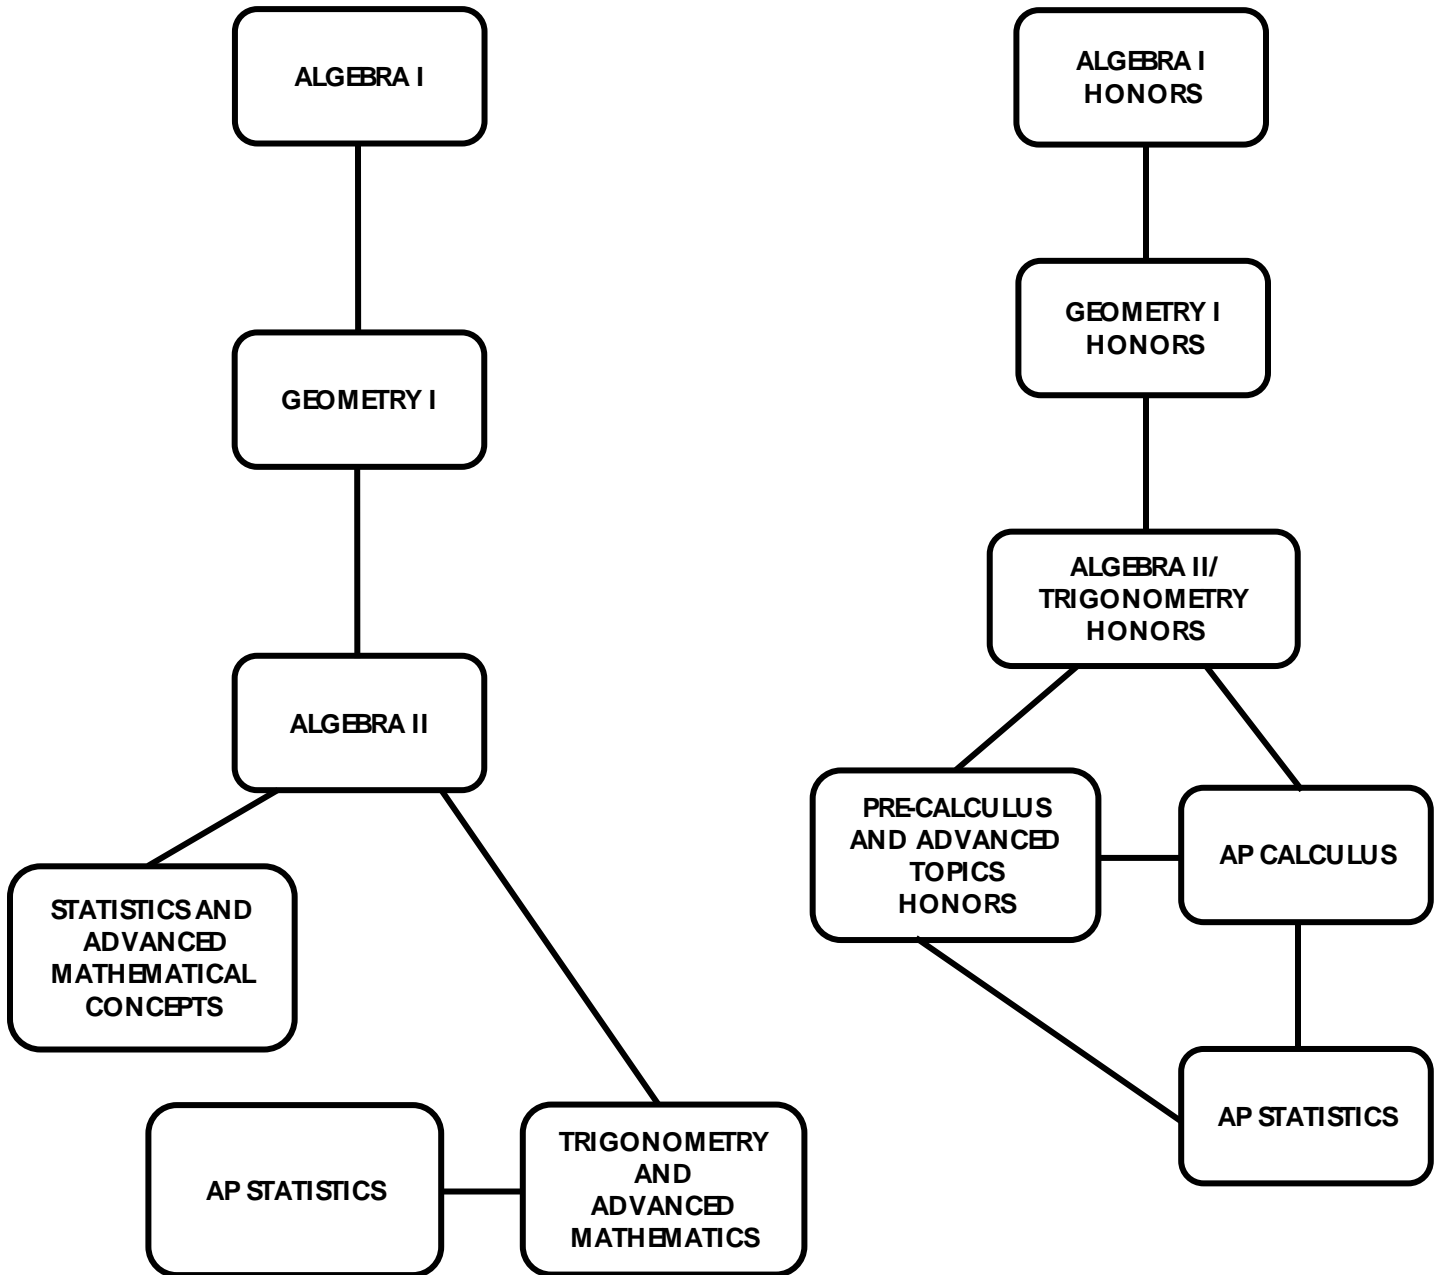 ALGEBRA I
GEOMETRY I
ALGEBRA II
STATISTICS AND
ADVANCED
MATHEMATICAL
CONCEPTS
AP STATISTICS
TRIGONOMETRY
AND
ADVANCED
MATHEMATICS
ALGEBRA I
HONORS
GEOMETRY I
HONORS
ALGEBRA II/
TRIGONOMETRY
HONORS
PRE-CALCULUS
AND ADVANCED
TOPICS
HONORS
AP CALCULUS
AP STATISTICS